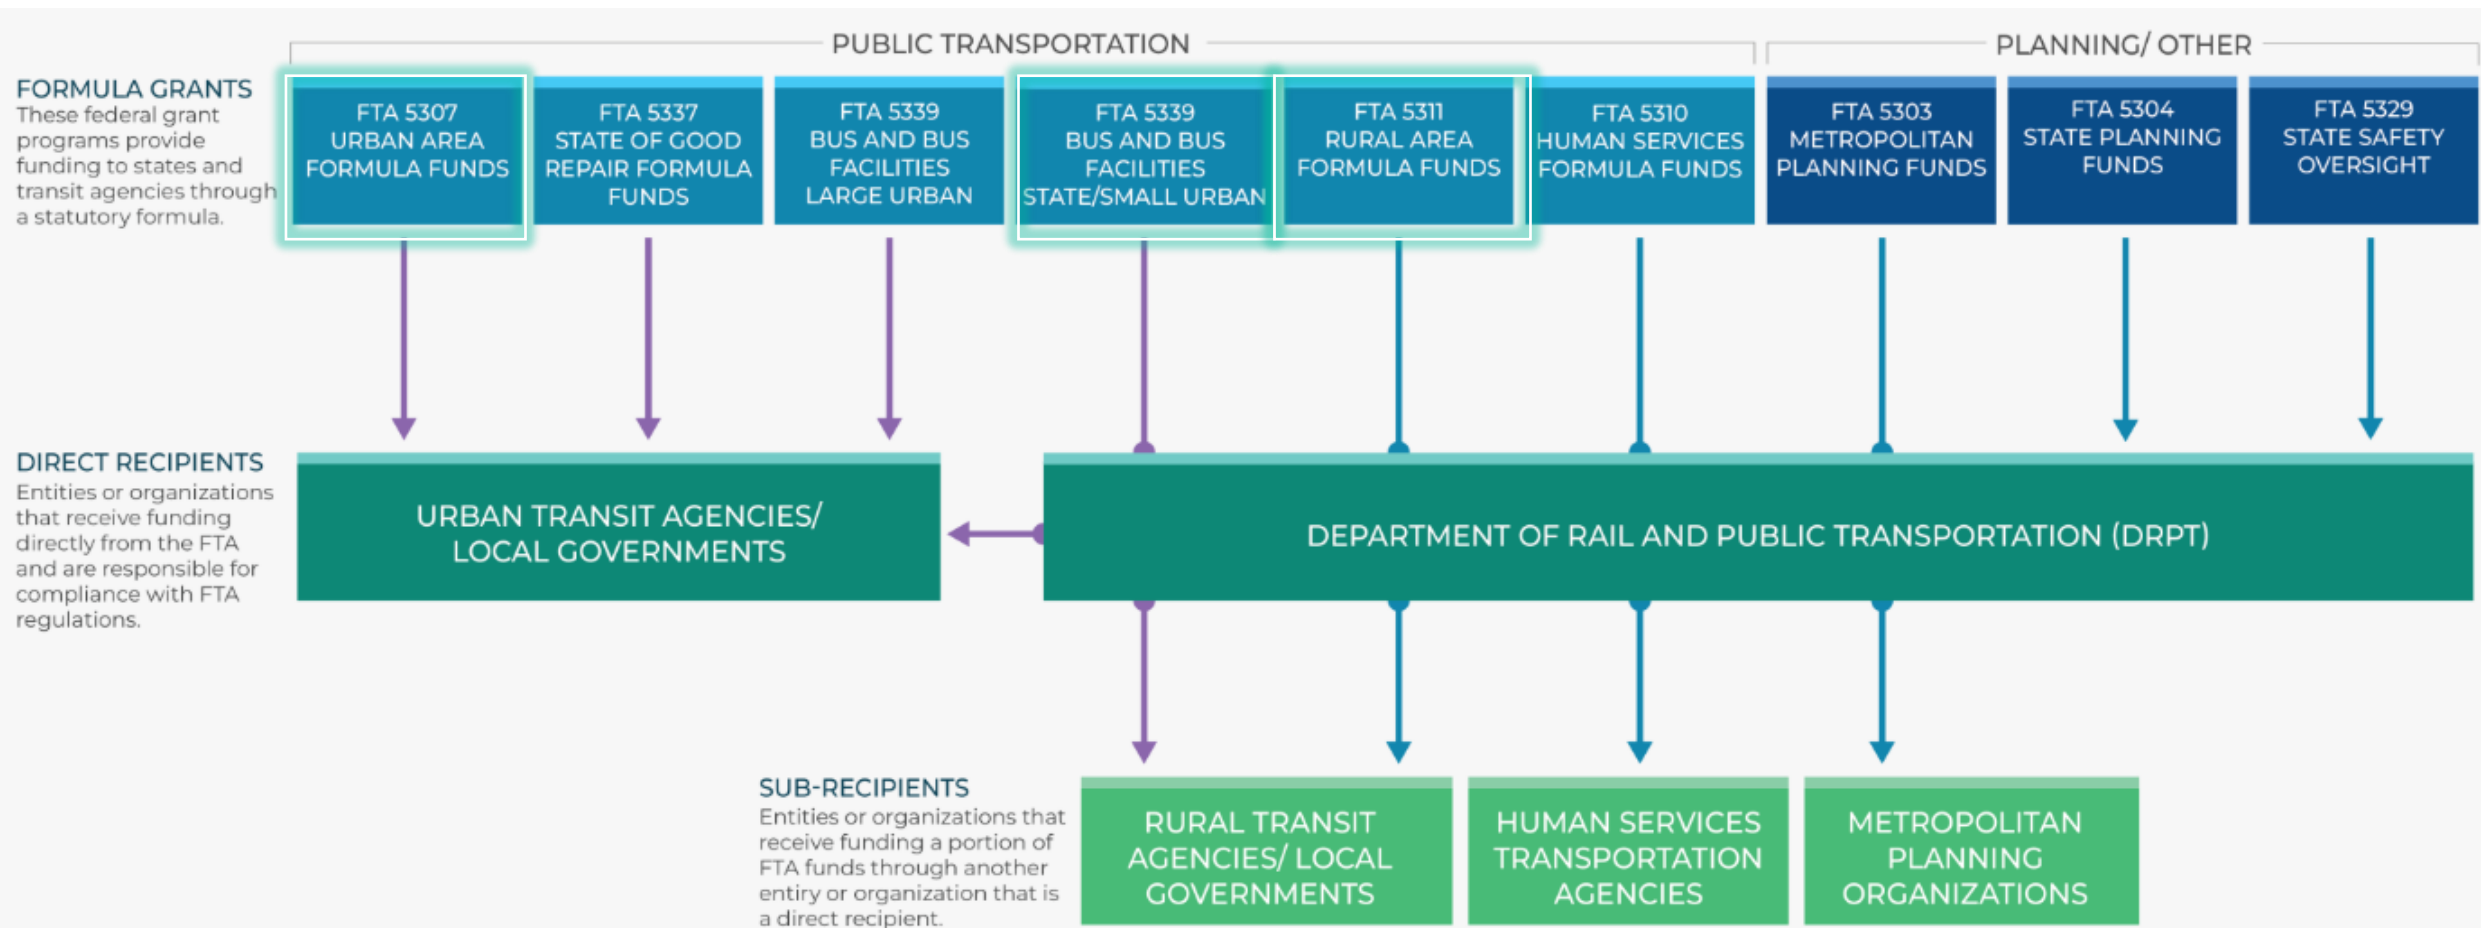 PUBLIC TRANSPORTATION
PLANNING/ OTHER
FORMULA GRANTS
These federal grant
programs provide
funding to states and
transit agencies through
a statutory formula.
FTA 5307
URBAN AREA
FORMULA FUNDS
FTA 5337
STATE OF GOOD
REPAIR FORMULA
FUNDS
FTA 5339
BUS AND BUS
FACILITIES
LARGE URBAN
FTA 5339
BUS AND BUS
FACILITIES
STATE/SMALL URBAN
FTA 5311
RURAL AREA
FORMULA FUNDS
FTA 5310
HUMAN SERVICES
FORMULA FUNDS
FTA 5303
METROPOLITAN
PLANNING FUNDS
FTA 5304
STATE PLANNING
FUNDS
FTA 5329
STATE SAFETY
OVERSIGHT
DIRECT RECIPIENTS
Entities or organizations
that receive funding
directly from the FTA
and are responsible for
compliance with FTA
regulations.
URBAN TRANSIT AGENCIES/
LOCAL GOVERNMENTS
DEPARTMENT OF RAIL AND PUBLIC TRANSPORTATION (DRPT)
SUB-RECIPIENTS
Entities or organizations that
receive funding a portion of
FTA funds through another
entiry or organization that is
a direct recipient.
RURAL TRANSIT
AGENCIES/ LOCAL
GOVERNMENTS
HUMAN SERVICES
TRANSPORTATION
AGENCIES
METROPOLITAN
PLANNING
ORGANIZATIONS